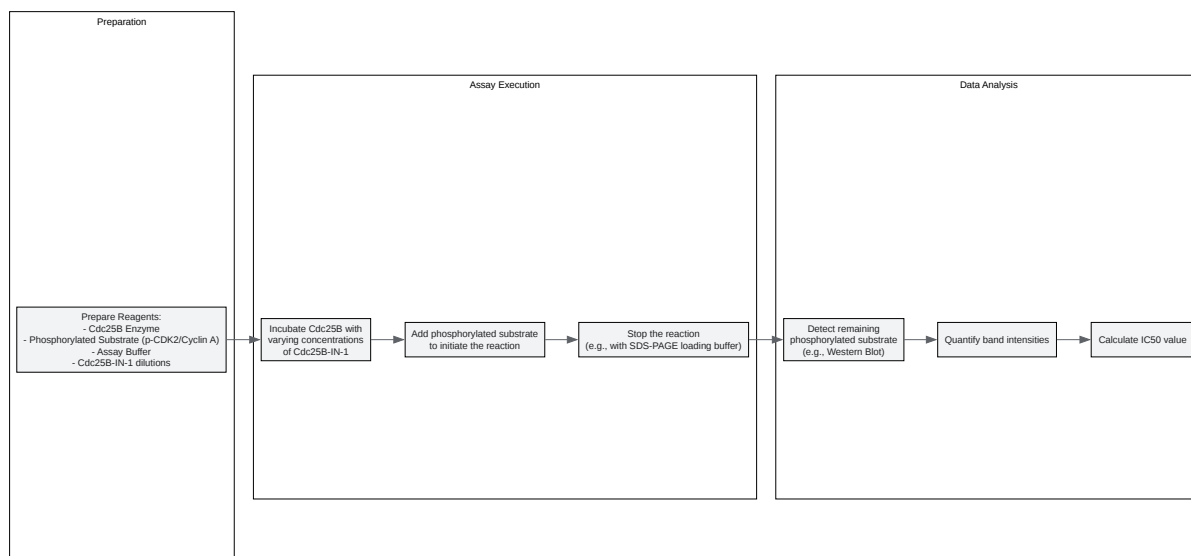 Preparation
Prepare Reagents:
- Cdc25B Enzyme
- Phosphorylated Substrate (p-CDK2/Cyclin A)
- Assay Buffer
- Cdc25B-IN-1 dilutions
Assay Execution
Incubate Cdc25B with
varying concentrations
of Cdc25B-IN-1
Add phosphorylated substrate
to initiate the reaction
Stop the reaction
(e.g., with SDS-PAGE loading buffer)
Data Analysis
Detect remaining
phosphorylated substrate
(e.g., Western Blot)
Quantify band intensities
Calculate IC50 value